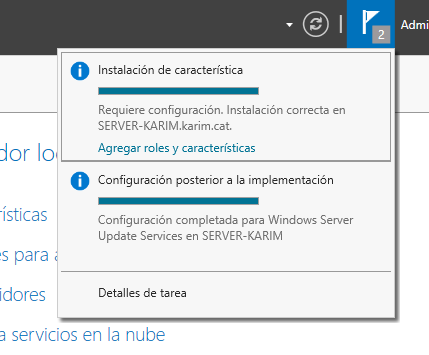 2
Admi
Instalación de característica
Requiere configuración. Instalación correcta en
SERVER-KARIM.karim.cat.
Agregar roles y características
Configuración posterior a la implementación
Configuración completada para Windows Server
Update Services en SERVER-KARIM
Detalles de tarea
dor lo
rísticas
es para a
idores
a servicios en la nube